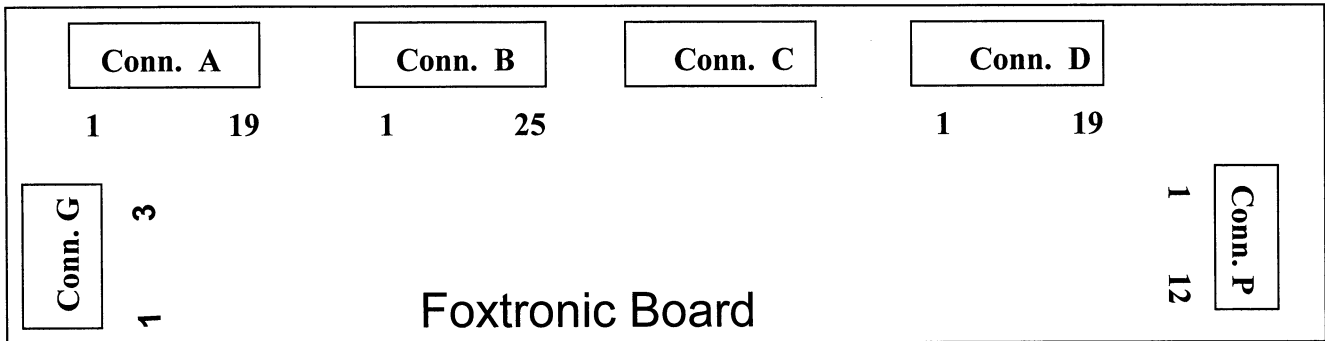 Conn. A Conn. B Conn. C Conn. D
1 19 1 25 1 19
Conn. G
3
1
1
12
Conn. P
Foxtronic Board